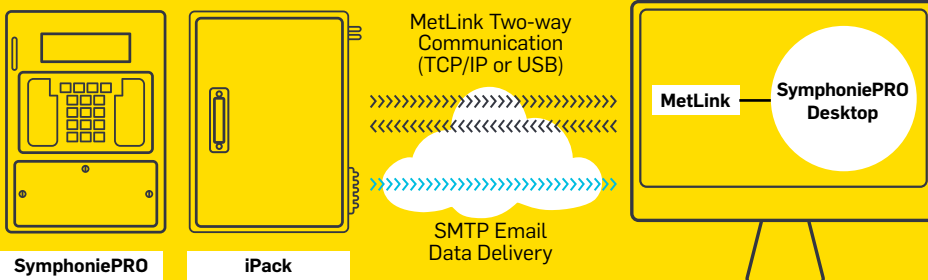 MetLink Two-way
Communication
(TCP/IP or USB)
MetLink
SymphoniePRO
Desktop
SMTP Email
Data Delivery
SymphoniePRO
iPack